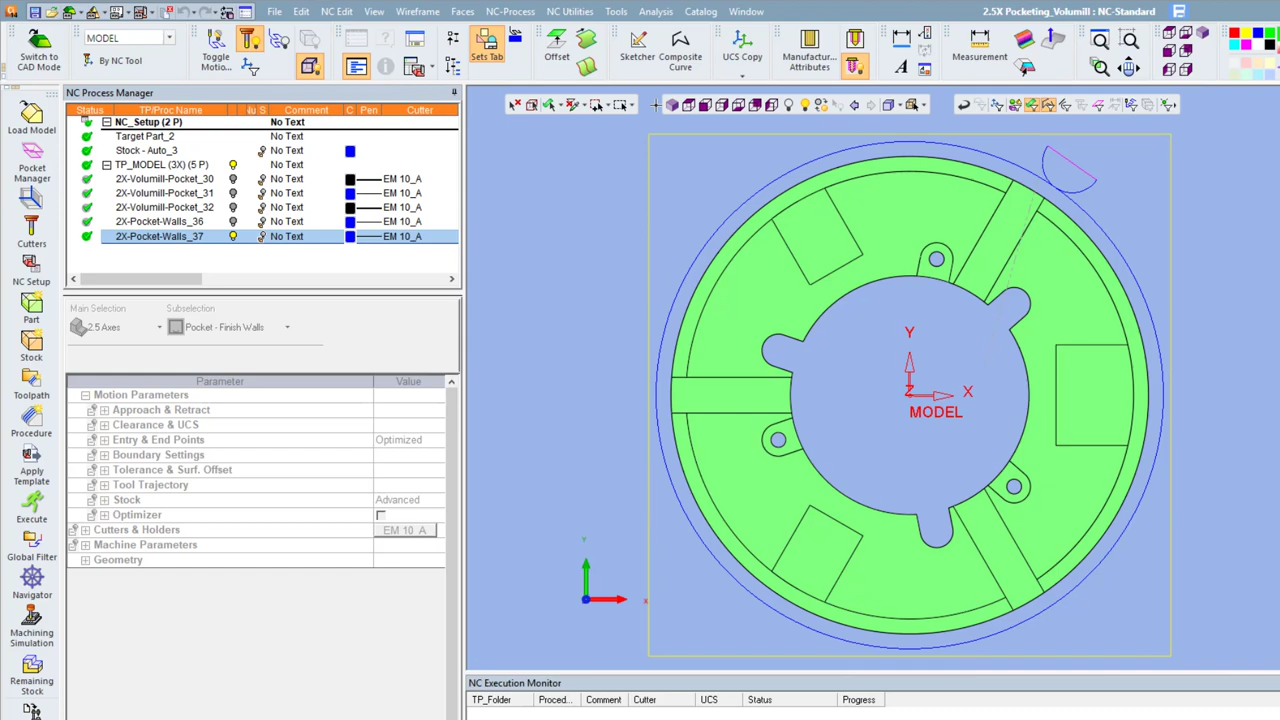 File Edit NC Edit View Wireframe Faces NC-Process NC Utilities Tools Analysis Catalog Window 2.5X Pocketing_Volumill : NC-Standard
Switch to CAD Mode
MODEL
By NC Tool
Toggle Motio...
Sets Tab
Offset
Sketcher
Composite Curve
UCS Copy
Manufactur... Attributes
Measurement
NC Process Manager
Status TP/Proc Name Nu S Comment C Pen Cutter
NC_Setup (2 P) No Text
Target Part_2 No Text
Stock - Auto_3 No Text
TP_MODEL (3X) (5 P) No Text
2X-Volumill-Pocket_30 No Text EM 10_A
2X-Volumill-Pocket_31 No Text EM 10_A
2X-Volumill-Pocket_32 No Text EM 10_A
2X-Pocket-Walls_36 No Text EM 10_A
2X-Pocket-Walls_37 No Text EM 10_A
Load Model
Pocket Manager
Cutters
NC Setup
Part
Stock
Toolpath
Procedure
Apply Template
Execute
Global Filter
Navigator
Machining Simulation
Remaining Stock
Main Selection Subselection
2.5 Axes Pocket - Finish Walls
Parameter Value
Motion Parameters
Approach & Retract
Clearance & UCS
Entry & End Points Optimized
Boundary Settings
Tolerance & Surf. Offset
Tool Trajectory
Stock Advanced
Optimizer
Cutters & Holders EM 10_A
Machine Parameters
Geometry
Y
Z
X
MODEL
Y
X
NC Execution Monitor
TP_Folder Proced... Comment Cutter UCS Status Progress